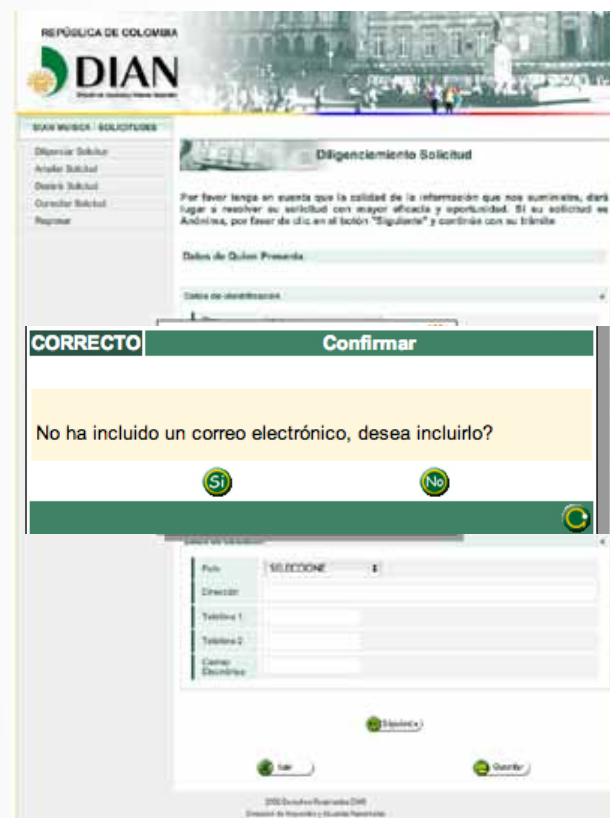 REPÚBLICA DE COLOMBIA
DIAN
DIAN MUISCA - SOLICITUDES
Diligenciar Solicitud
Ampliar Solicitud
Consultar Solicitud
Regresar
Diligenciamiento Solicitud
Por favor tenga en cuenta que la calidad de la información que nos suministre, dará
lugar a resolver su solicitud con mayor eficacia y oportunidad. Si su solicitud es
Anónima, por favor de clic en el botón "Siguiente" y continúe con su trámite
Datos de Quien Presenta
Datos de identificación
CORRECTO
Confirmar
No ha incluido un correo electrónico, desea incluirlo?
Si
No
País
SELECCIONE
Dirección
Teléfono 1
Teléfono 2
Correo
Electrónico
Siguiente
Salir
Guardar